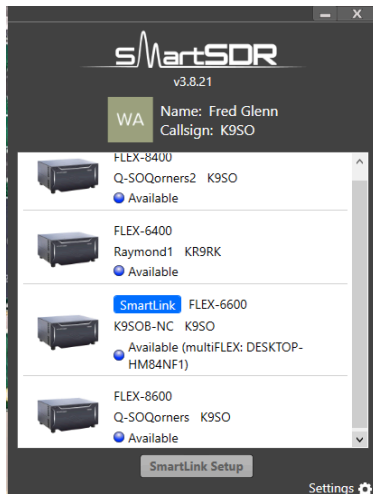 SmartSDR
v3.8.21
WA
Name: Fred Glenn
Callsign: K9SO
FLEX-8400
Q-SOQorners2 K9SO
Available
FLEX-6400
Raymond1 KR9RK
Available
SmartLink FLEX-6600
K9SOB-NC K9SO
Available (multiFLEX: DESKTOP-
HM84NF1)
FLEX-8600
Q-SOQorners K9SO
Available
SmartLink Setup
Settings